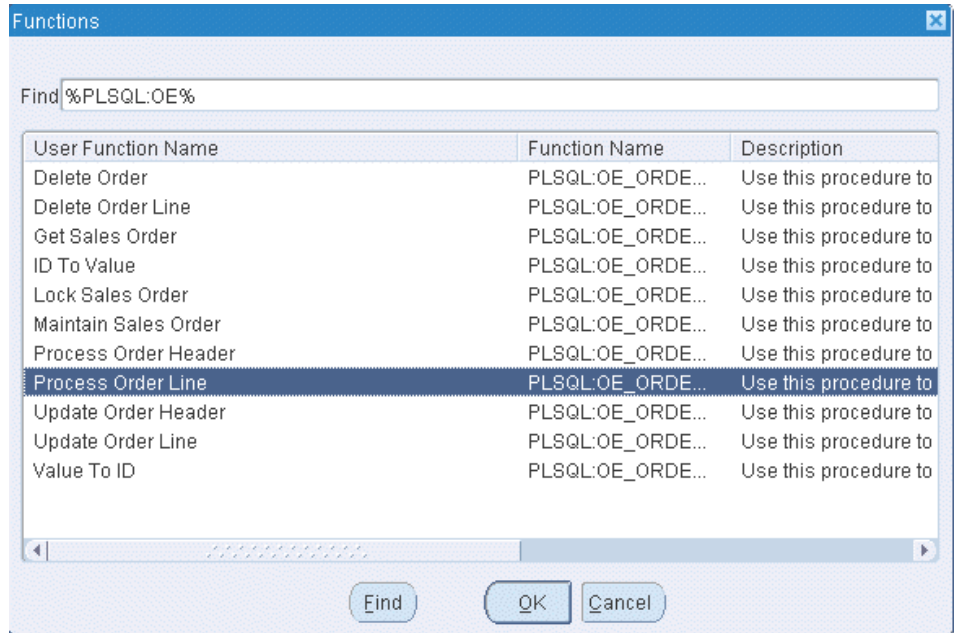 Functions
Find %PLSQL:OE%
User Function Name Function Name Description
Delete Order PLSQL:OE_ORDE... Use this procedure to
Delete Order Line PLSQL:OE_ORDE... Use this procedure to
Get Sales Order PLSQL:OE_ORDE... Use this procedure to
ID To Value PLSQL:OE_ORDE... Use this procedure to
Lock Sales Order PLSQL:OE_ORDE... Use this procedure to
Maintain Sales Order PLSQL:OE_ORDE... Use this procedure to
Process Order Header PLSQL:OE_ORDE... Use this procedure to
Process Order Line PLSQL:OE_ORDE... Use this procedure to
Update Order Header PLSQL:OE_ORDE... Use this procedure to
Update Order Line PLSQL:OE_ORDE... Use this procedure to
Value To ID PLSQL:OE_ORDE... Use this procedure to
Find OK Cancel